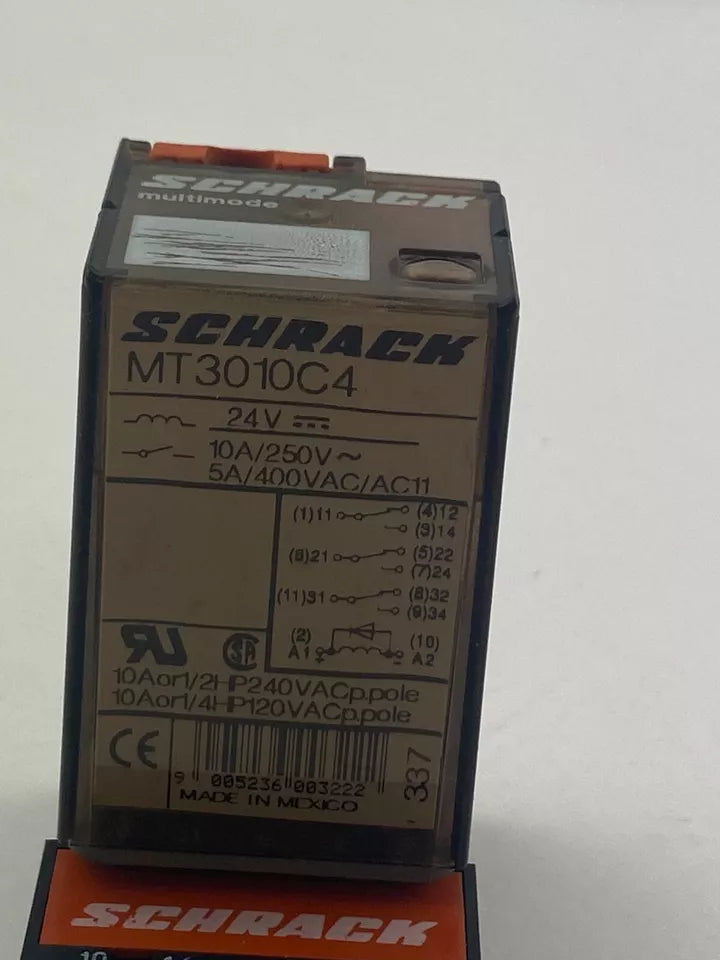 SCHRACK
multimode
SCHRACK
MT3010C4
24V
10A/250V~
5A/400VAC/AC11
(1)11 (4)12
(3)14
(6)21 (5)22
(7)24
(11)31 (8)32
(9)34
(2) (10)
A1 + - A2
RU SA
10Aor1/2HP240VACp.pole
10Aor1/4HP120VACp.pole
CE
337
9 005236 003222
MADE IN MEXICO
SCHRACK